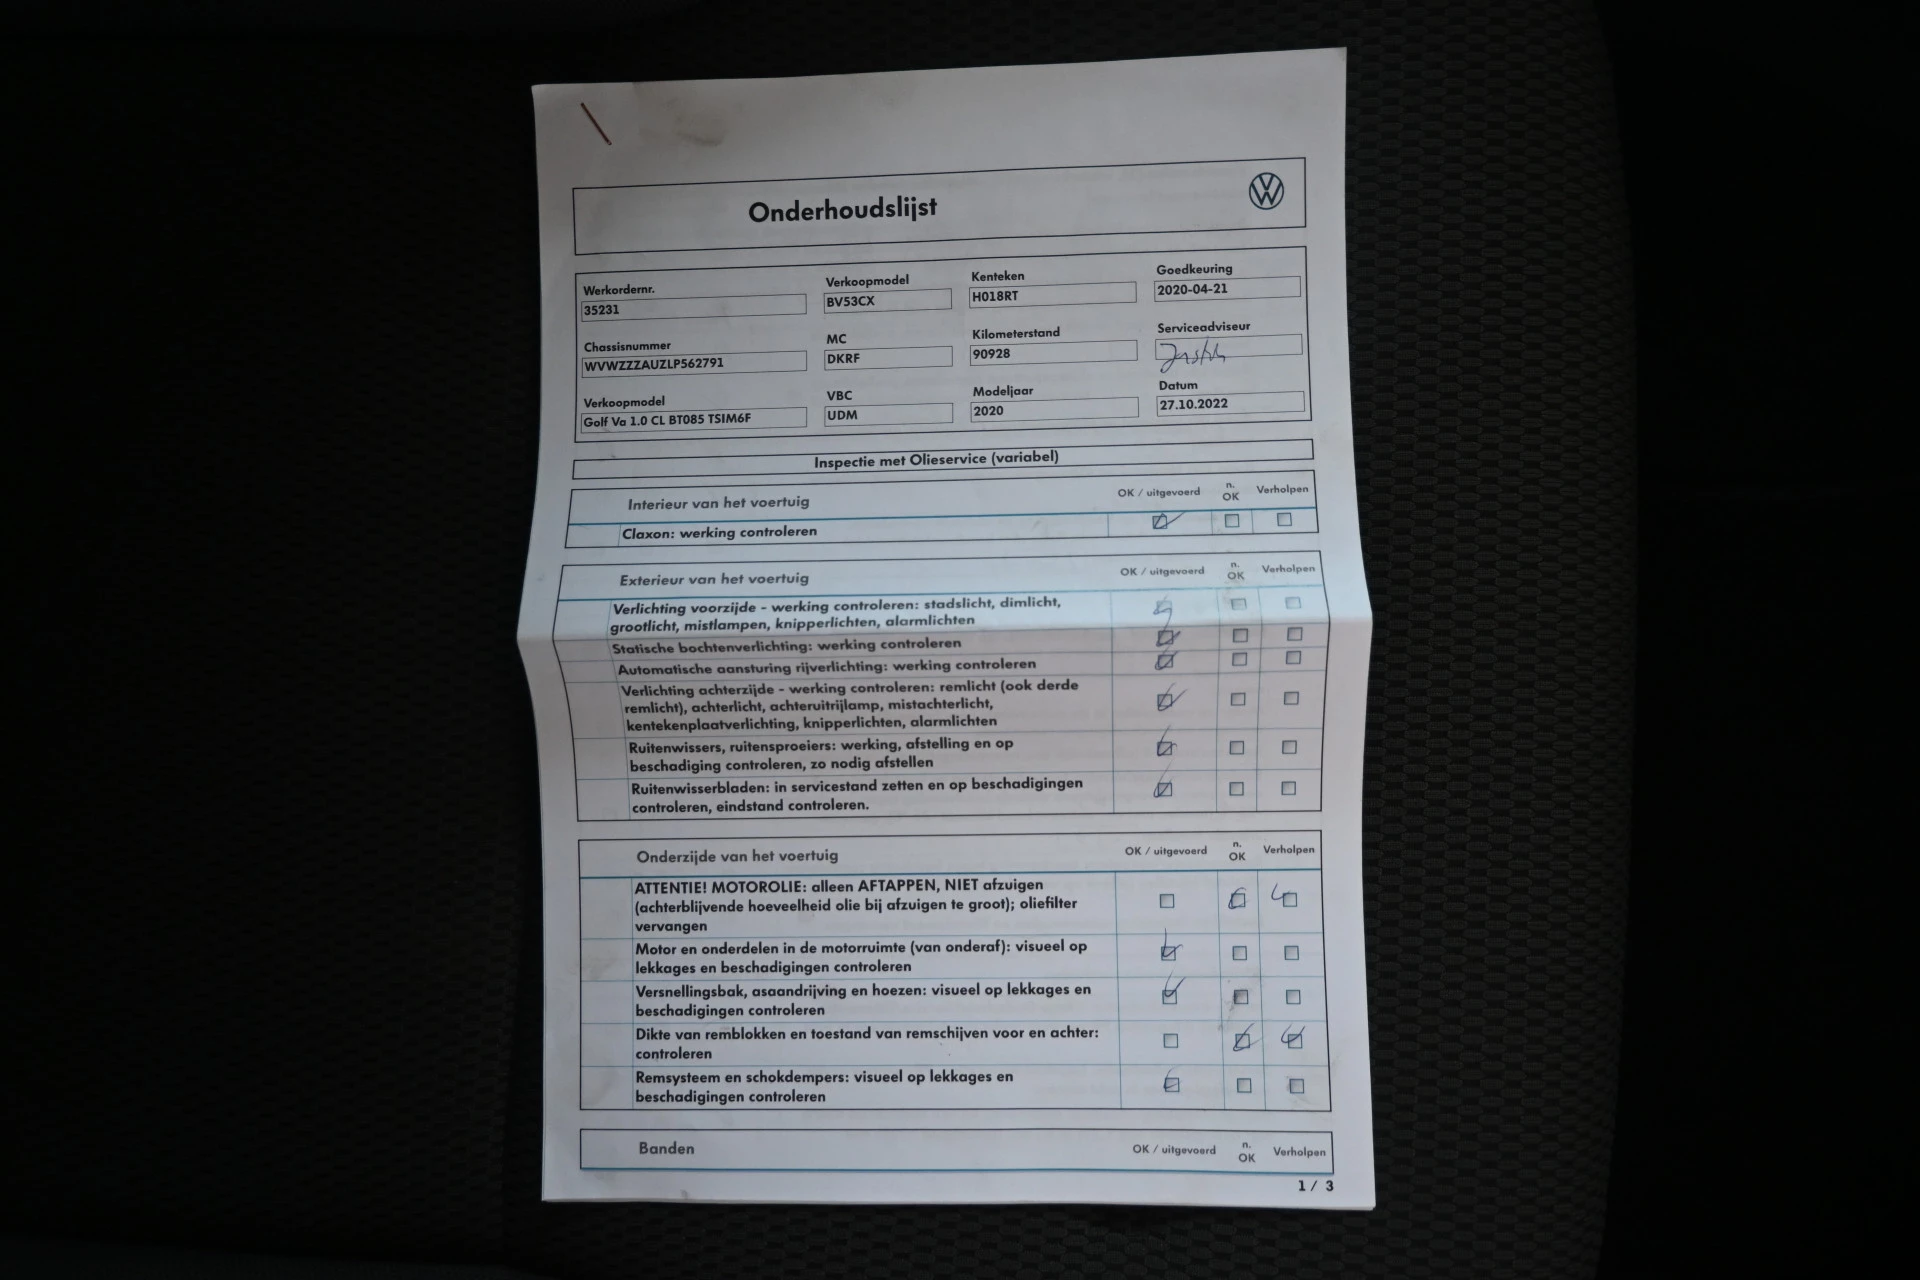 Onderhoudslijst
Werkordernr.
35231
Verkoopmodel
BV53CX
Kenteken
H018RT
Goedkeuring
2020-04-21
Chassisnummer
WVWZZZAUZLP562791
MC
DKRF
Kilometerstand
90928
Serviceadviseur
Verkoopmodel
Golf Va 1.0 CL BT085 TSIM6F
VBC
UDM
Modeljaar
2020
Datum
27.10.2022
Inspectie met Olieservice (variabel)
Interieur van het voertuig OK / uitgevoerd n. OK Verholpen
Claxon: werking controleren
Exterieur van het voertuig OK / uitgevoerd n. OK Verholpen
Verlichting voorzijde - werking controleren: stadslicht, dimlicht,
grootlicht, mistlampen, knipperlichten, alarmlichten
Statische bochtenverlichting: werking controleren
Automatische aansturing rijverlichting: werking controleren
Verlichting achterzijde - werking controleren: remlicht (ook derde
remlicht), achterlicht, achteruitrijlamp, mistachterlicht,
kentekenplaatverlichting, knipperlichten, alarmlichten
Ruitenwissers, ruitensproeiers: werking, afstelling en op
beschadiging controleren, zo nodig afstellen
Ruitenwisserbladen: in servicestand zetten en op beschadigingen
controleren, eindstand controleren.
Onderzijde van het voertuig OK / uitgevoerd n. OK Verholpen
ATTENTIE! MOTOROLIE: alleen AFTAPPEN, NIET afzuigen
(achterblijvende hoeveelheid olie bij afzuigen te groot); oliefilter
vervangen
Motor en onderdelen in de motorruimte (van onderaf): visueel op
lekkages en beschadigingen controleren
Versnellingsbak, asaandrijving en hoezen: visueel op lekkages en
beschadigingen controleren
Dikte van remblokken en toestand van remschijven voor en achter:
controleren
Remsysteem en schokdempers: visueel op lekkages en
beschadigingen controleren
Banden OK / uitgevoerd n. OK Verholpen
1 / 3